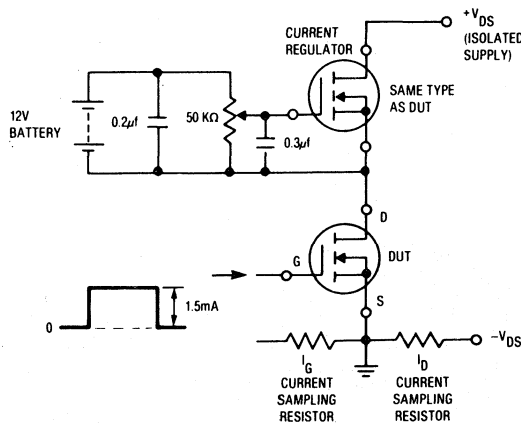 +VDS
(ISOLATED
SUPPLY)
CURRENT
REGULATOR
SAME TYPE
AS DUT
12V
BATTERY
0.2μf
50 KΩ
0.3μf
D
G
DUT
S
0
1.5mA
-VDS
IG
CURRENT
SAMPLING
RESISTOR
ID
CURRENT
SAMPLING
RESISTOR